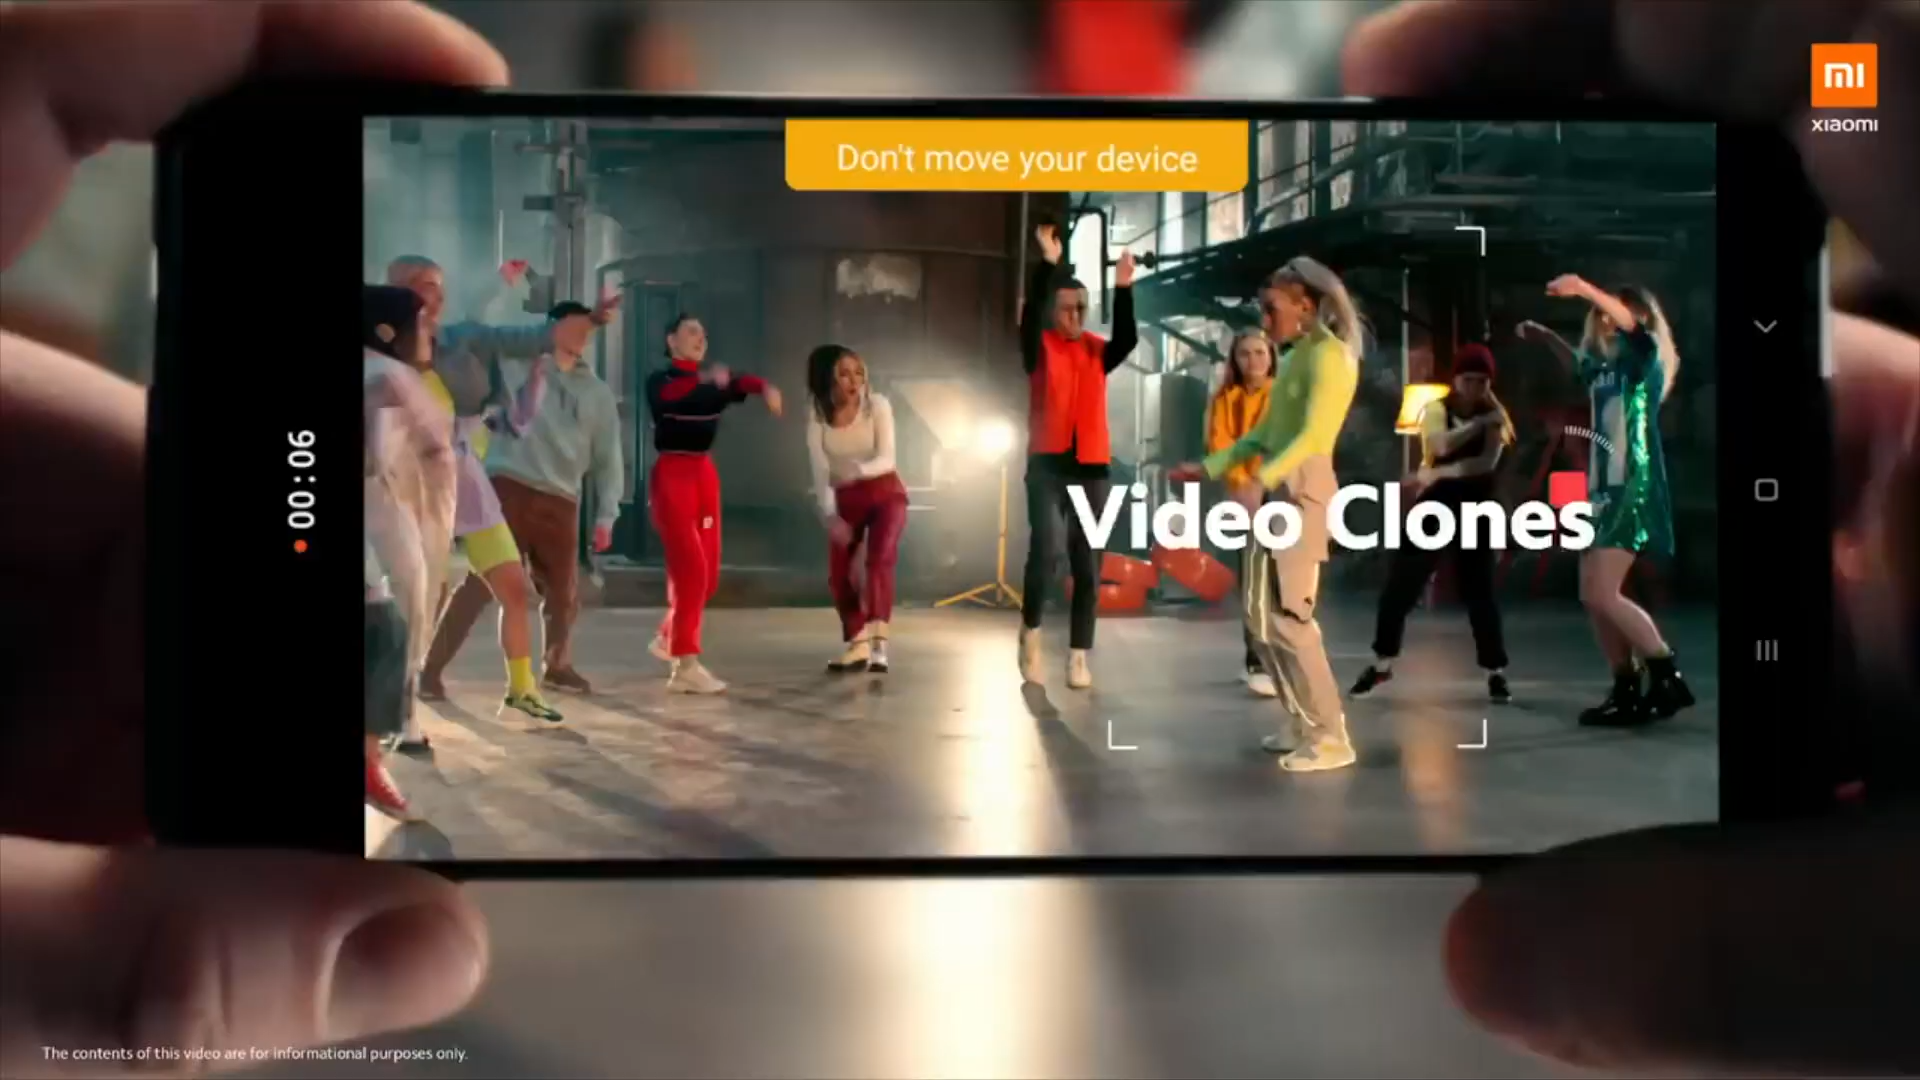 mi
xiaomi
Don't move your device
00:06
Video Clones
The contents of this video are for informational purposes only.